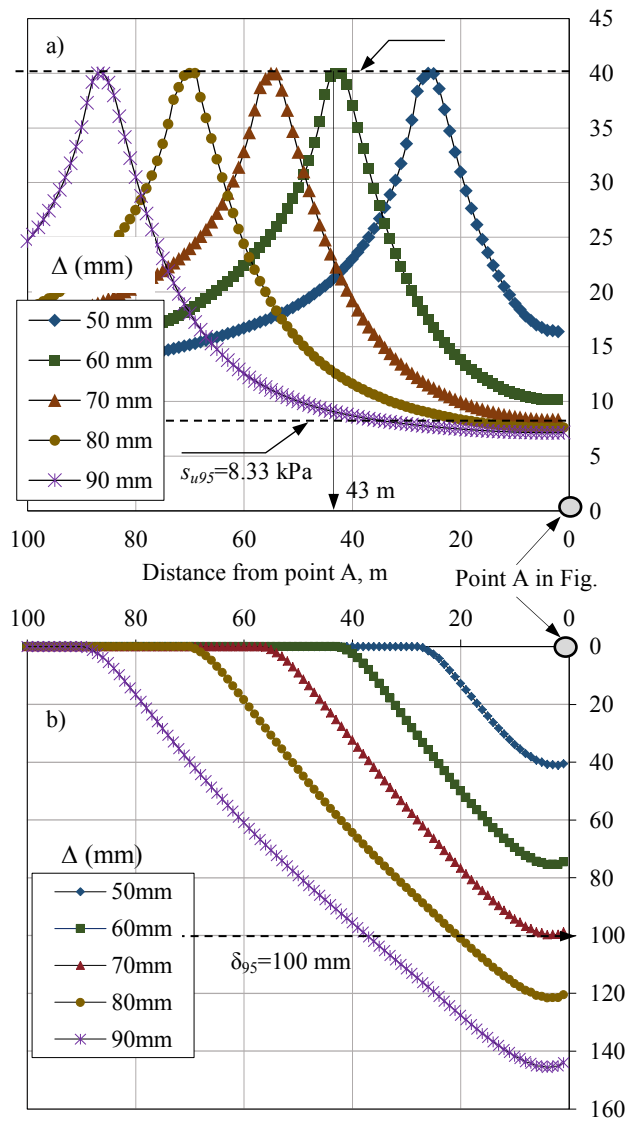 a)
45
40
35
30
25
20
15
10
5
0
Δ (mm)
50 mm
60 mm
70 mm
80 mm
90 mm
su95=8.33 kPa
43 m
100 80 60 40 20 0
Distance from point A, m
Point A in Fig.
100 80 60 40 20 0
b)
0
20
40
60
80
100
120
140
160
Δ (mm)
50mm
60mm
70mm
80mm
90mm
δ95=100 mm